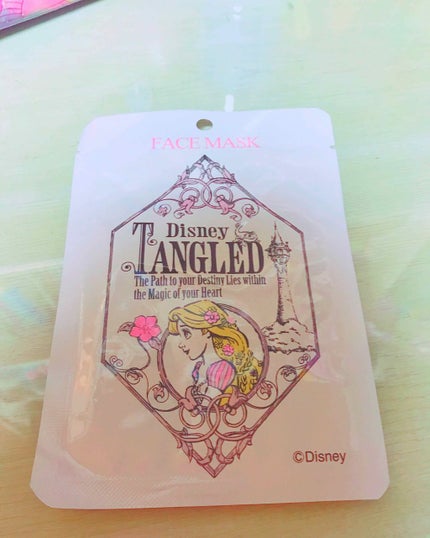 FACE MASK
Disney
TANGLED
The Path to your Destiny Lies within
the Magic of your Heart
©Disney